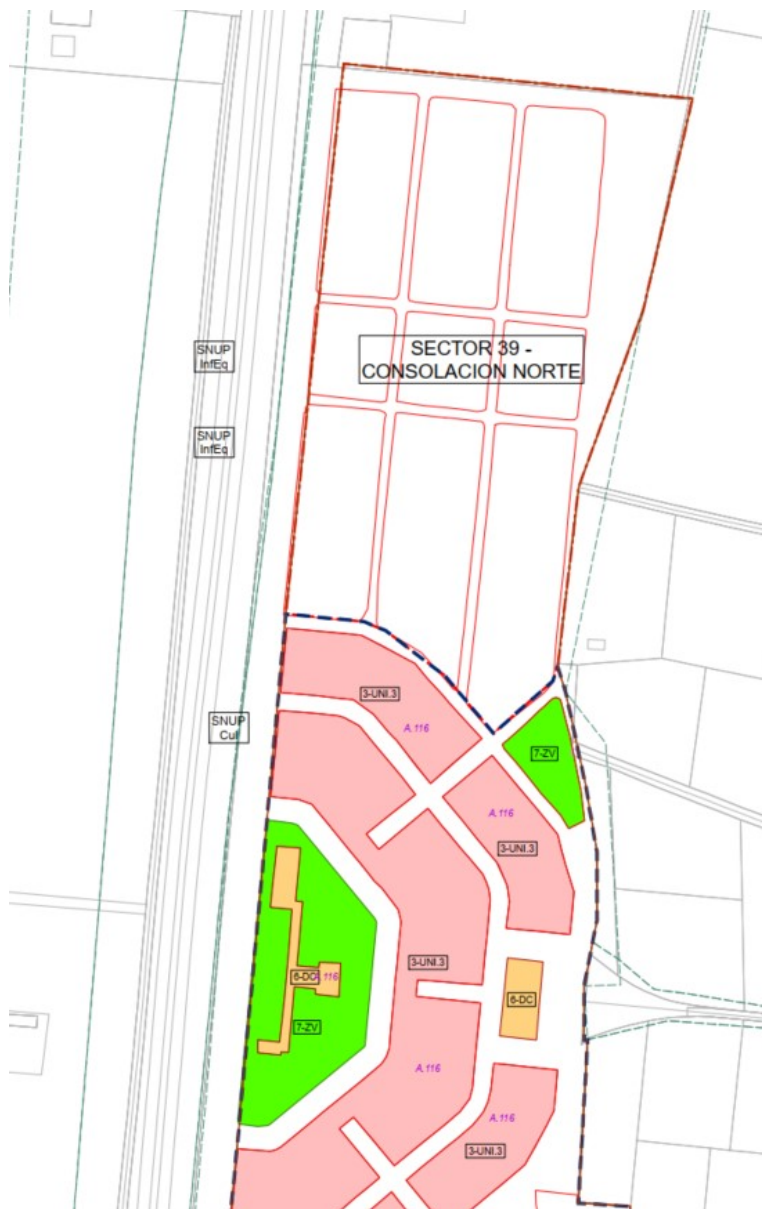 SNUP
InfEq
SECTOR 39 -
CONSOLACION NORTE
SNUP
InfEq
3-UNI.3
SNUP
Cul
A.116
7-ZV
A.116
3-UNI.3
3-UNI.3
6-DC
A.116
6-DC
7-ZV
A.116
A.116
3-UNI.3